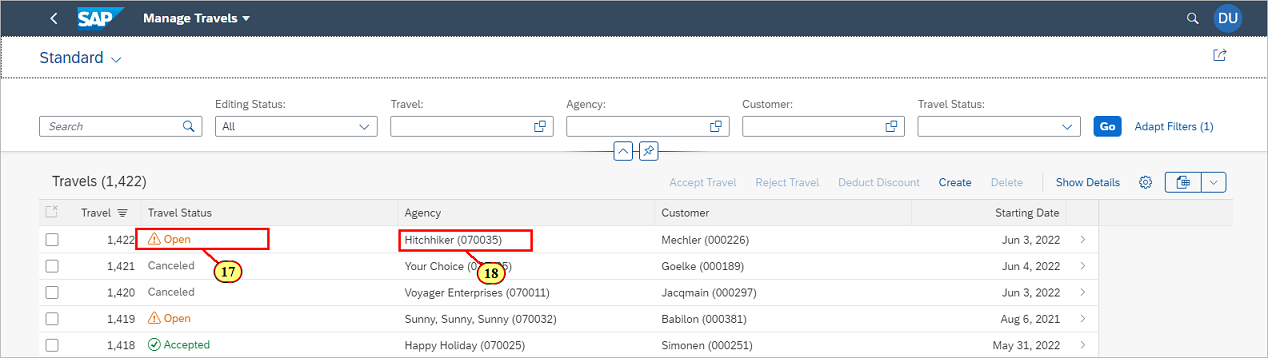 SAP Manage Travels DU
Standard
Editing Status: Travel: Agency: Customer: Travel Status:
Search All Go Adapt Filters (1)
Travels (1,422) Accept Travel Reject Travel Deduct Discount Create Delete Show Details
Travel Travel Status Agency Customer Starting Date
1,422 Open Hitchhiker (070035) Mechler (000226) Jun 3, 2022
17 18
1,421 Canceled Your Choice Goelke (000189) Jun 4, 2022
1,420 Canceled Voyager Enterprises (070011) Jacqmain (000297) Jun 3, 2022
1,419 Open Sunny, Sunny, Sunny (070032) Babilon (000381) Aug 6, 2021
1,418 Accepted Happy Holiday (070025) Simonen (000251) May 31, 2022